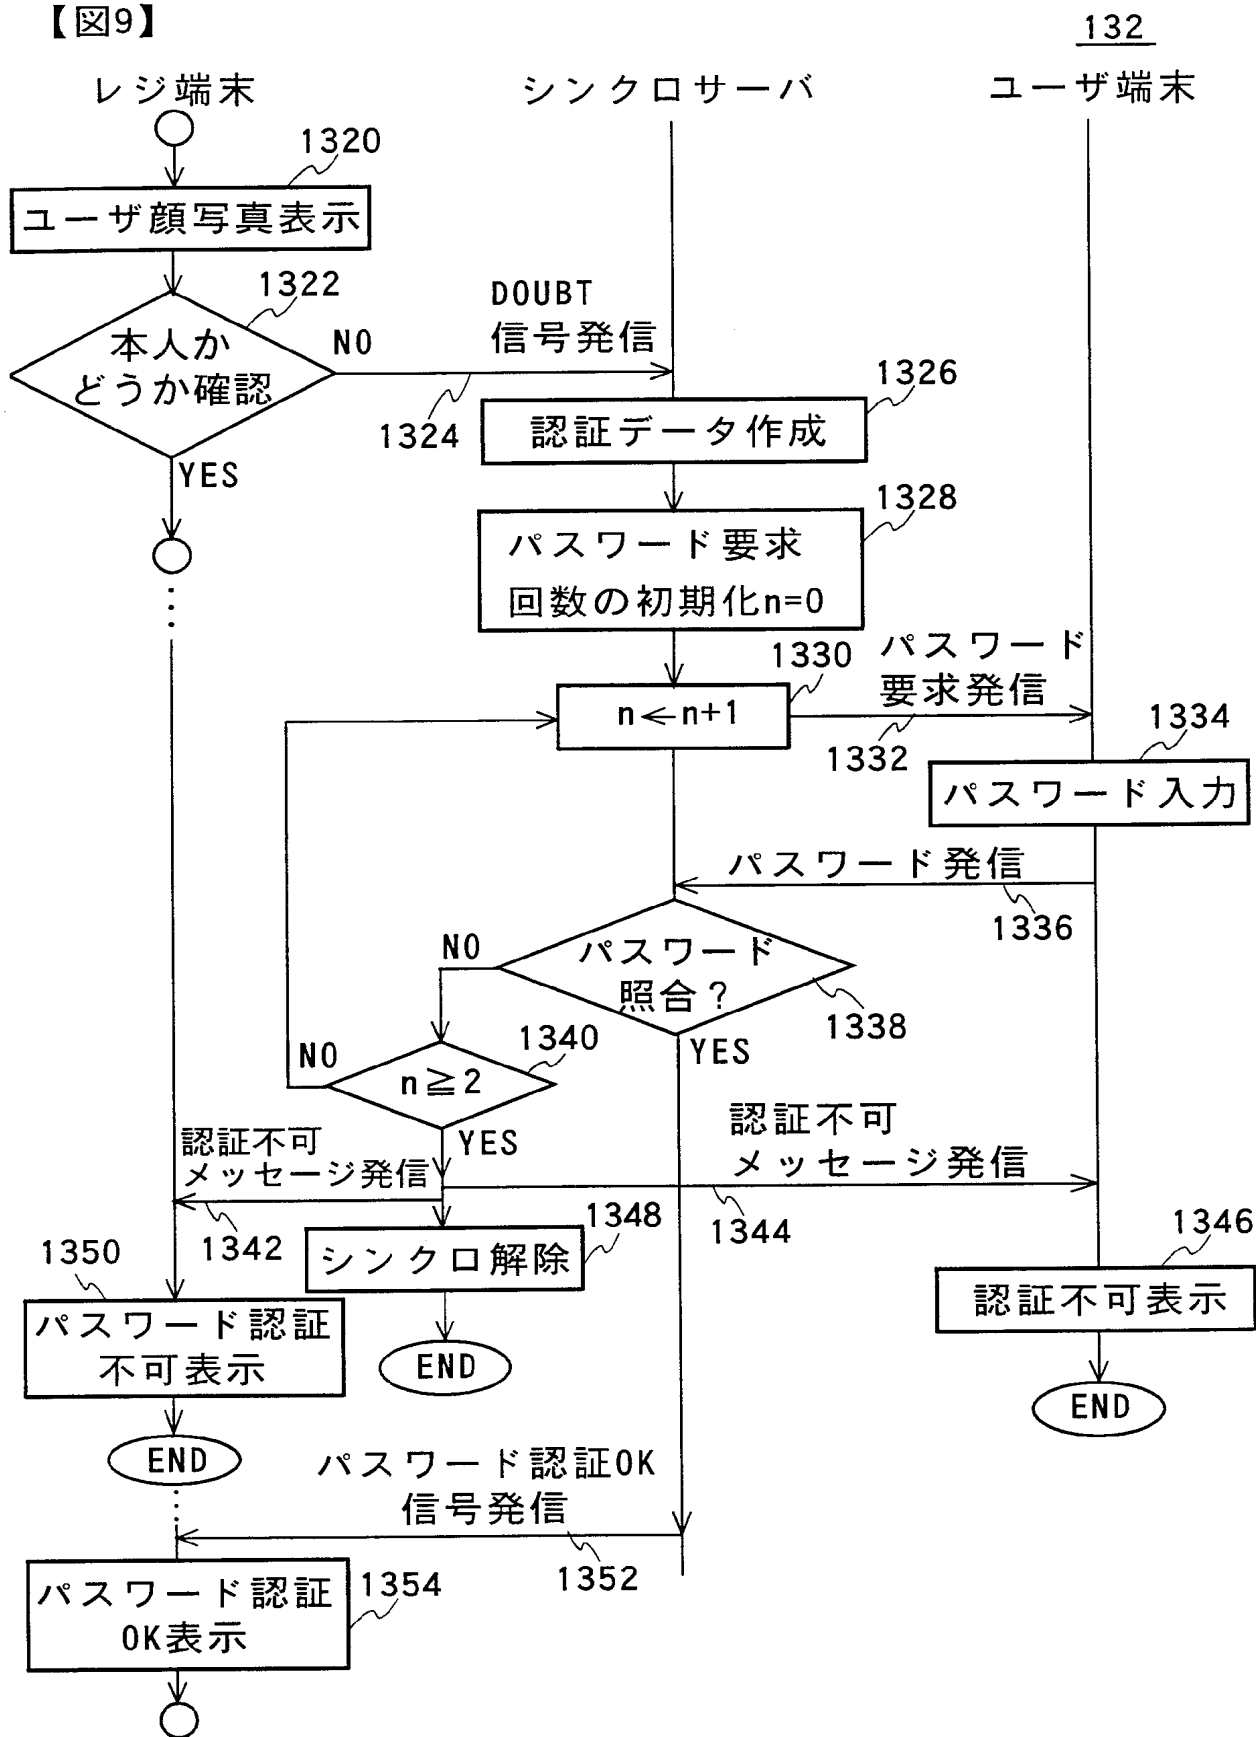 【図9】
132
レジ端末
シンクロサーバ
ユーザ端末
1320
ユーザ顔写真表示
1322
本人か
どうか確認
NO
YES
DOUBT
信号発信
1324
1326
認証データ作成
1328
パスワード要求
回数の初期化n=0
1330
n←n+1
パスワード
要求発信
1332
1334
パスワード入力
パスワード発信
1336
パスワード
照合？
1338
NO
YES
1340
n≧2
NO
YES
認証不可
メッセージ発信
1342
認証不可
メッセージ発信
1344
1348
シンクロ解除
END
1346
認証不可表示
END
1350
パスワード認証
不可表示
END
パスワード認証OK
信号発信
1352
1354
パスワード認証
OK表示